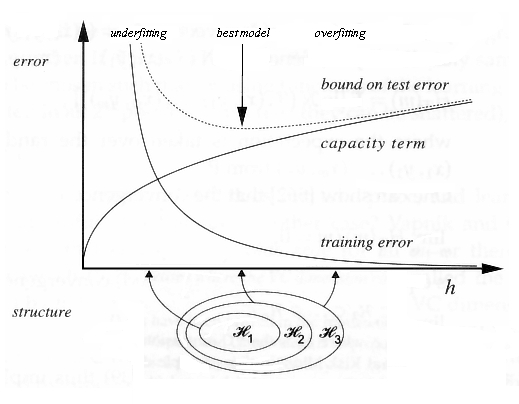 underfitting best model overfitting
error
bound on test error
capacity term
training error
h
structure
ℋ1 ℋ2 ℋ3